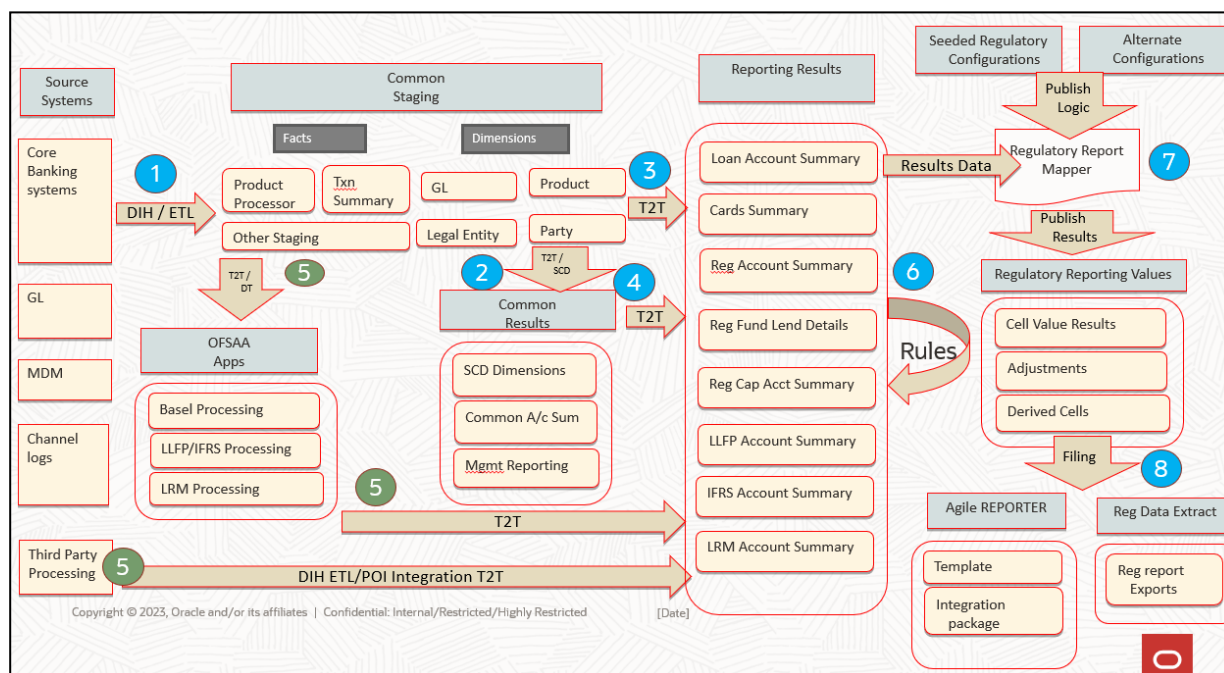 Source
Systems
Core
Banking
systems
GL
MDM
Channel
logs
Third Party
Processing
5
1
DIH / ETL
Common
Staging
Facts
Dimensions
Product
Processor
Txn
Summary
Other Staging
GL
Product
Legal Entity
Party
T2T /
DT
5
2
T2T /
SCD
3
T2T
4
T2T
Common
Results
SCD Dimensions
Common A/c Sum
Mgmt Reporting
OFSAA
Apps
Basel Processing
LLFP/IFRS Processing
LRM Processing
5
T2T
DIH ETL/POI Integration T2T
Reporting Results
Loan Account Summary
Cards Summary
Reg Account Summary
Reg Fund Lend Details
Reg Cap Acct Summary
LLFP Account Summary
IFRS Account Summary
LRM Account Summary
6
Rules
Results Data
Seeded Regulatory
Configurations
Alternate
Configurations
Publish
Logic
Regulatory Report
Mapper
7
Publish
Results
Regulatory Reporting Values
Cell Value Results
Adjustments
Derived Cells
Filing
8
Agile REPORTER
Reg Data Extract
Template
Integration
package
Reg report
Exports
Copyright © 2023, Oracle and/or its affiliates | Confidential: Internal/Restricted/Highly Restricted
[Date]